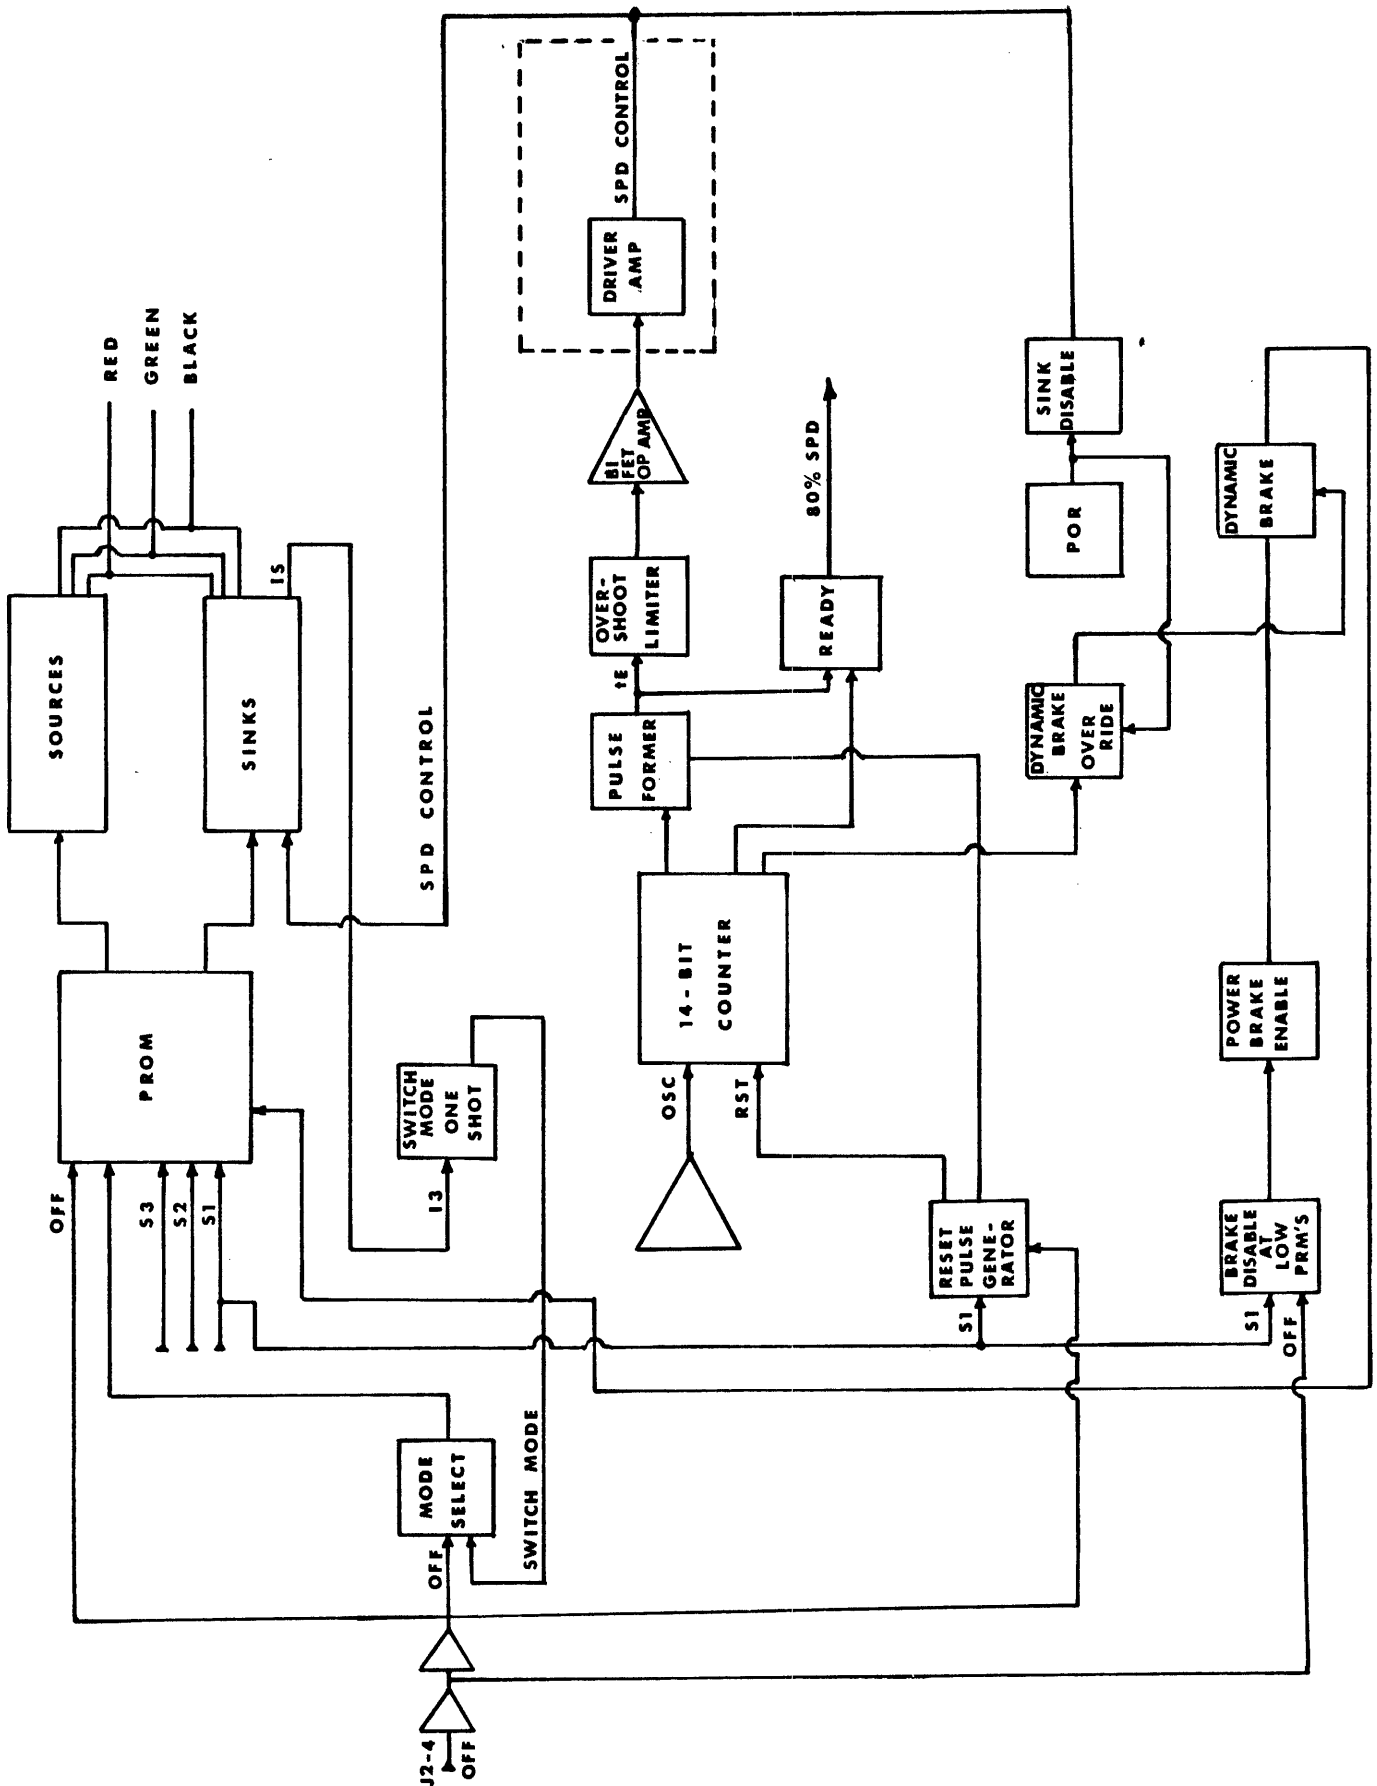 RED
GREEN
BLACK
SOURCES
SINKS
IS
SPD CONTROL
PROM
OFF
S3
S2
S1
SWITCH
MODE
ONE
SHOT
I3
MODE
SELECT
OFF
SWITCH MODE
J2-4
OFF
SPD CONTROL
DRIVER
AMP
BI
FET
OP AMP
OVER-
SHOOT
LIMITER
tE
PULSE
FORMER
READY
80% SPD
14-BIT
COUNTER
OSC
RST
RESET
PULSE
GENE-
RATOR
S1
SINK
DISABLE
POR
DYNAMIC
BRAKE
OVER
RIDE
DYNAMIC
BRAKE
POWER
BRAKE
ENABLE
BRAKE
DISABLE
AT
LOW
PRM'S
S1
OFF